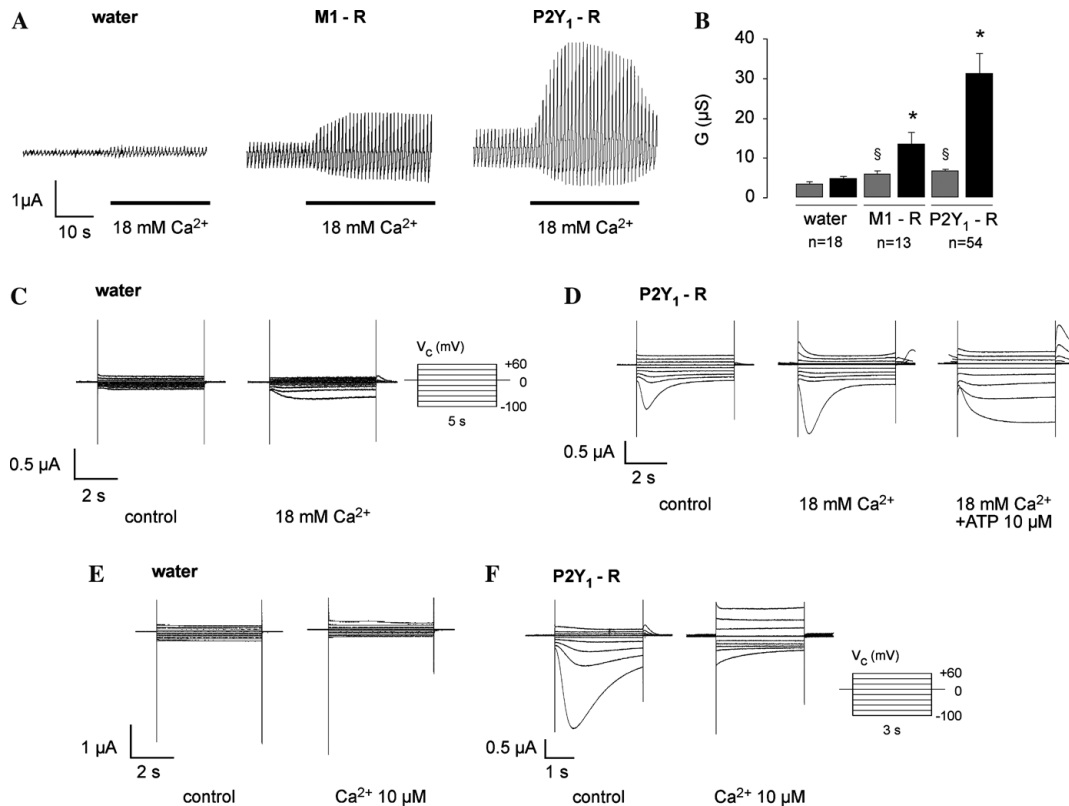 A
water
M1 - R
P2Y₁ - R
1µA
10 s
18 mM Ca²⁺
18 mM Ca²⁺
18 mM Ca²⁺
B
G (µS)
40
30
20
10
0
§
*
§
*
water
M1 - R
P2Y₁ - R
n=18
n=13
n=54
C
water
V꜀ (mV)
+60
0
-100
5 s
0.5 µA
2 s
control
18 mM Ca²⁺
D
P2Y₁ - R
0.5 µA
2 s
control
18 mM Ca²⁺
18 mM Ca²⁺
+ATP 10 µM
E
water
1 µA
2 s
control
Ca²⁺ 10 µM
F
P2Y₁ - R
V꜀ (mV)
+60
0
-100
3 s
0.5 µA
1 s
control
Ca²⁺ 10 µM